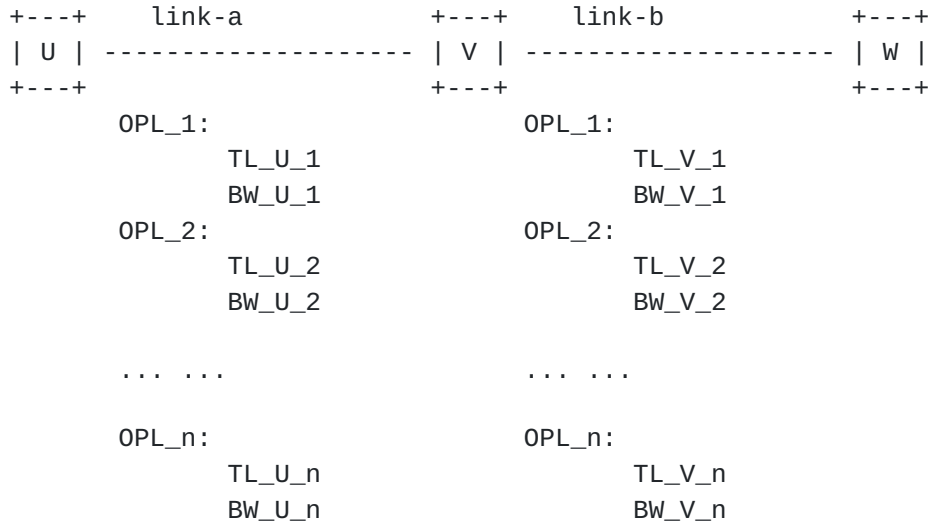 +---+    link-a            +---+    link-b            +---+
| U | -------------------- | V | -------------------- | W |
+---+                      +---+                      +---+
       OPL_1:                     OPL_1:
              TL_U_1                     TL_V_1
              BW_U_1                     BW_V_1
       OPL_2:                     OPL_2:
              TL_U_2                     TL_V_2
              BW_U_2                     BW_V_2
       ... ...                    ... ...
       OPL_n:                     OPL_n:
              TL_U_n                     TL_V_n
              BW_U_n                     BW_V_n